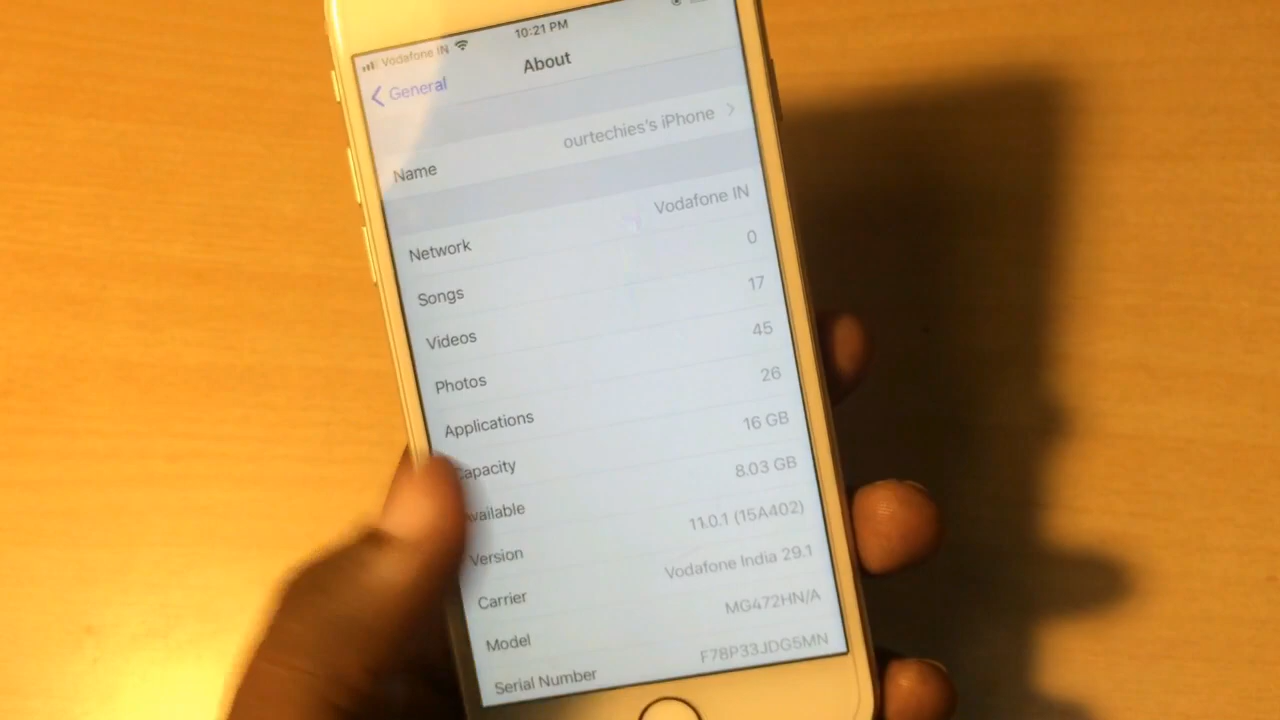 Vodafone IN 10:21 PM
General About
Name ourtechies's iPhone
Network Vodafone IN
Songs 0
Videos 17
Photos 45
Applications 26
Capacity 16 GB
Available 8.03 GB
Version 11.0.1 (15A402)
Carrier Vodafone India 29.1
Model MG472HN/A
Serial Number F78P33JDG5MN